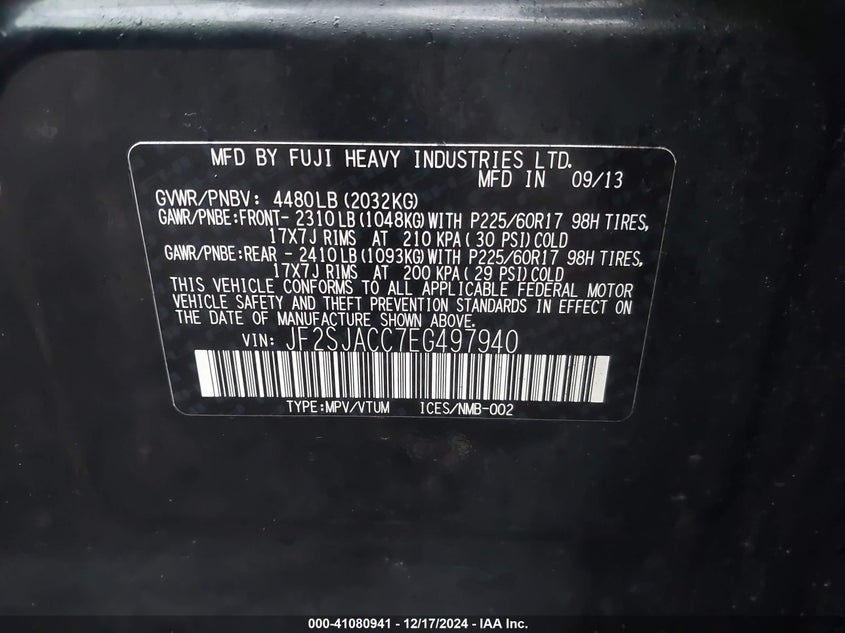 MFD BY FUJI HEAVY INDUSTRIES LTD.
MFD IN 09/13
GVWR/PNBV: 4480LB (2032KG)
GAWR/PNBE:FRONT- 2310LB (1048KG) WITH P225/60R17 98H TIRES,
17X7J RIMS AT 210 KPA ( 30 PSI) COLD
GAWR/PNBE:REAR - 2410LB (1093KG) WITH P225/60R17 98H TIRES,
17X7J RIMS AT 200 KPA ( 29 PSI) COLD
THIS VEHICLE CONFORMS TO ALL APPLICABLE FEDERAL MOTOR
VEHICLE SAFETY AND THEFT PREVENTION STANDARDS IN EFFECT ON
THE DATE OF MANUFACTURE SHOWN ABOVE.
VIN: JF2SJACC7EG497940
TYPE:MPV/VTUM ICES/NMB-002
000-41080941 - 12/17/2024 - IAA Inc.